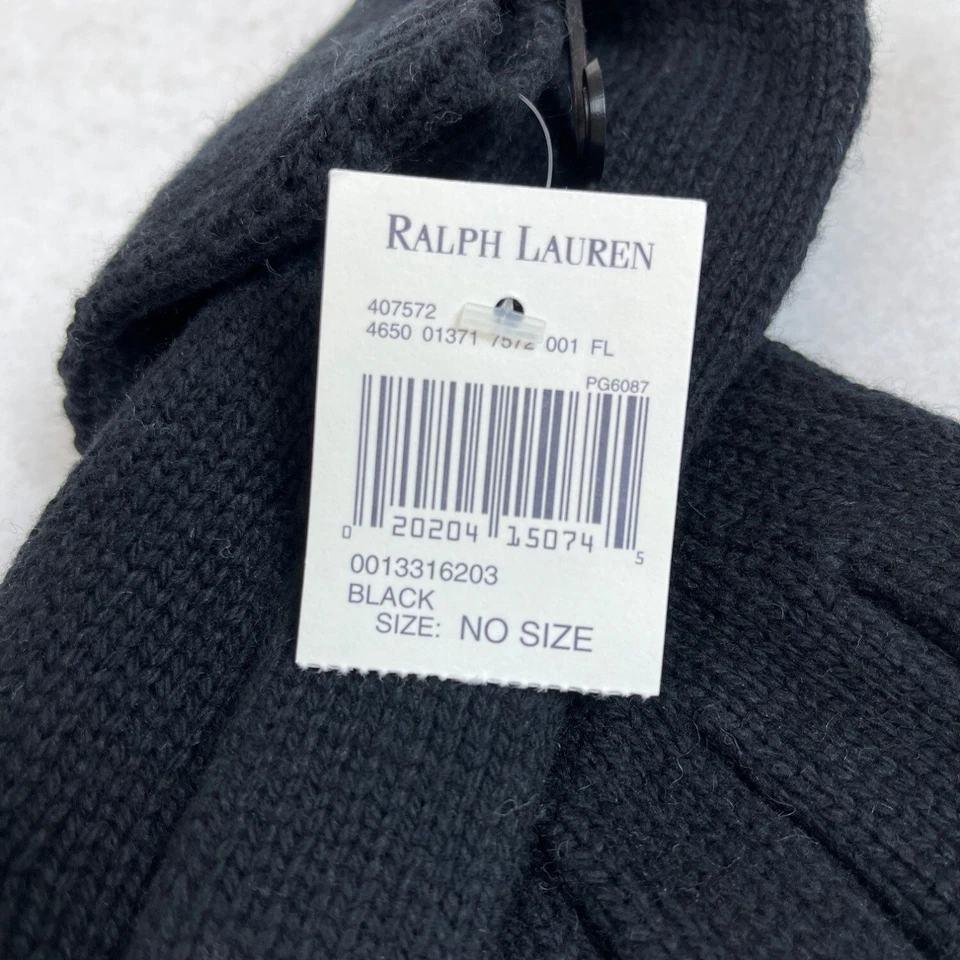 RALPH LAUREN
407572
4650 01371 7572 001 FL
PG6087
0 20204 15074 5
0013316203
BLACK
SIZE: NO SIZE